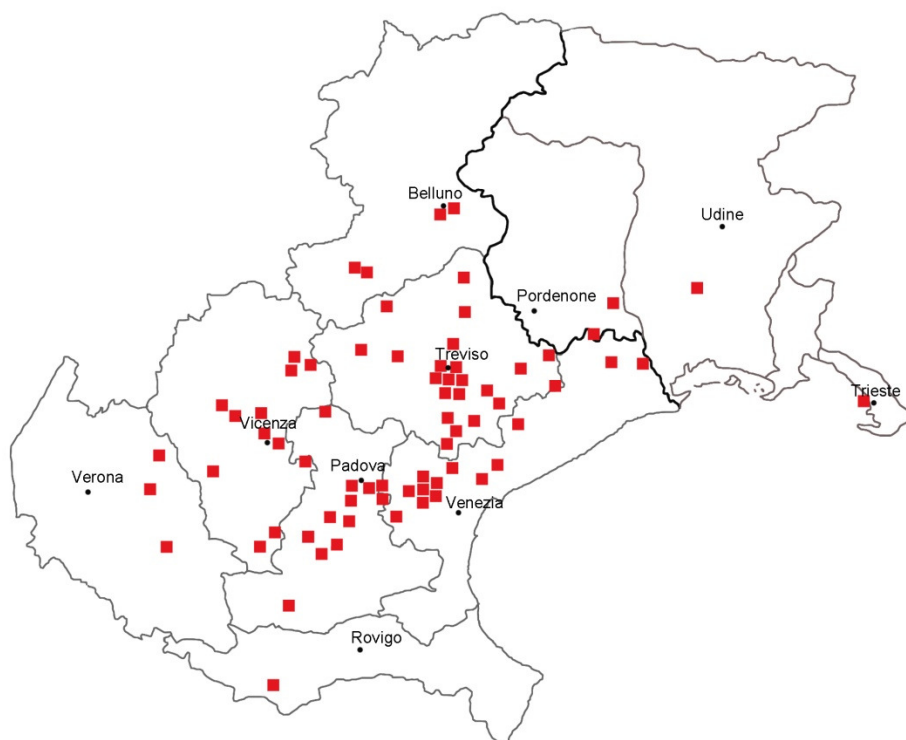 Belluno
Udine
Pordenone
Treviso
Trieste
Vicenza
Verona
Padova
Venezia
Rovigo